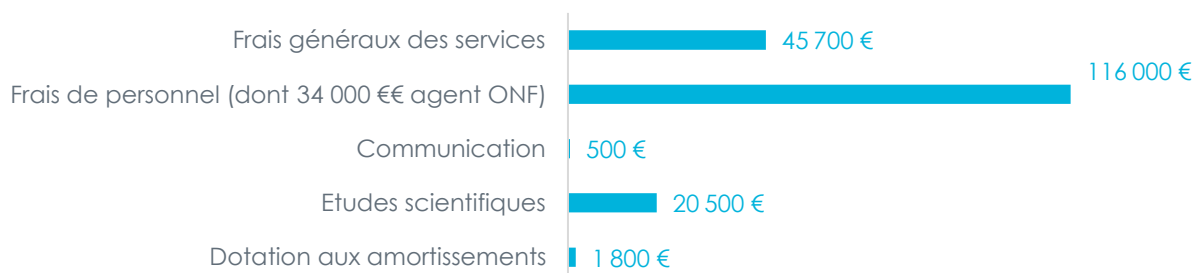 Frais généraux des services
45 700 €
116 000 €
Frais de personnel (dont 34 000 €€ agent ONF)
Communication
500 €
Etudes scientifiques
20 500 €
Dotation aux amortissements
1 800 €